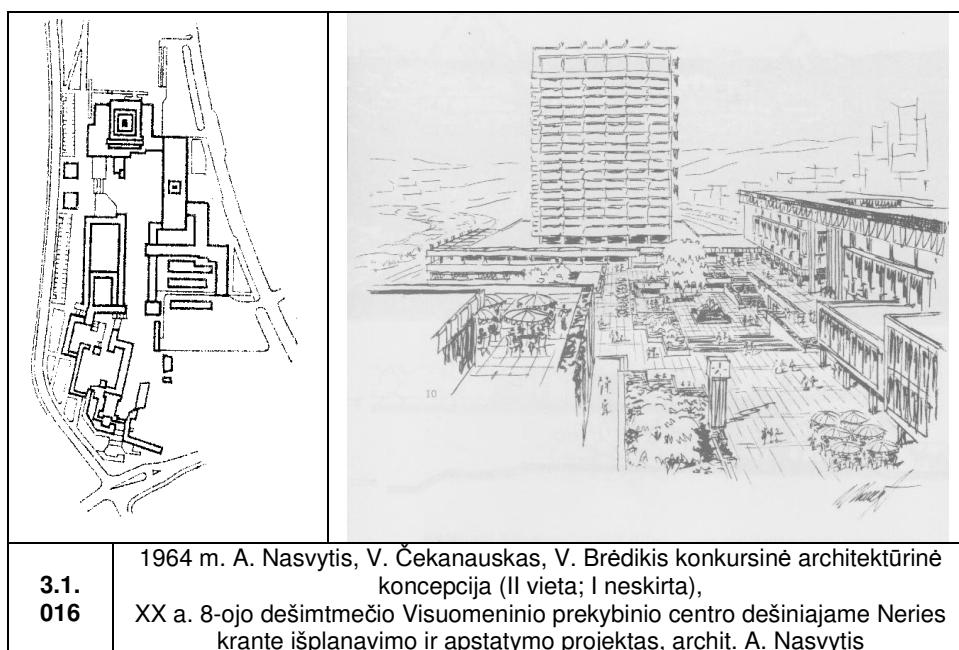 10
3.1.
016
1964 m. A. Nasvytis, V. Čekanauskas, V. Brėdikis konkursinė architektūrinė
koncepcija (II vieta; I neskirta),
XX a. 8-ojo dešimtmečio Visuomeninio prekybinio centro dešiniajame Neries
krante išplanavimo ir apstatymo projektas, archit. A. Nasvytis